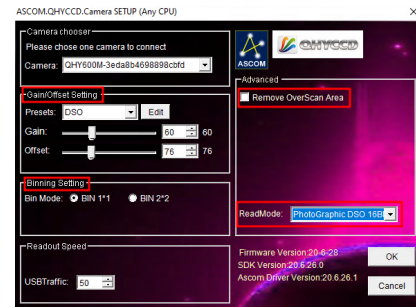 ASCOM.QHYCCD.Camera SETUP (Any CPU)
Camera chooser
Please chose one camera to connect
Camera: QHY600M-3eda8b4698898cbfd
ASCOM
QHYCCD
Gain/Offset Setting
Presets: DSO Edit
Gain: 60 60
Offset: 76 76
Advanced
Remove OverScan Area
Binning Setting
Bin Mode: BIN 1*1 BIN 2*2
ReadMode: PhotoGraphic DSO 16BI
Readout Speed
USBTraffic: 50
Firmware Version:20-6-28
SDK Version:20.6.26.0
Ascom Driver Version:20.6.26.1
OK
Cancel